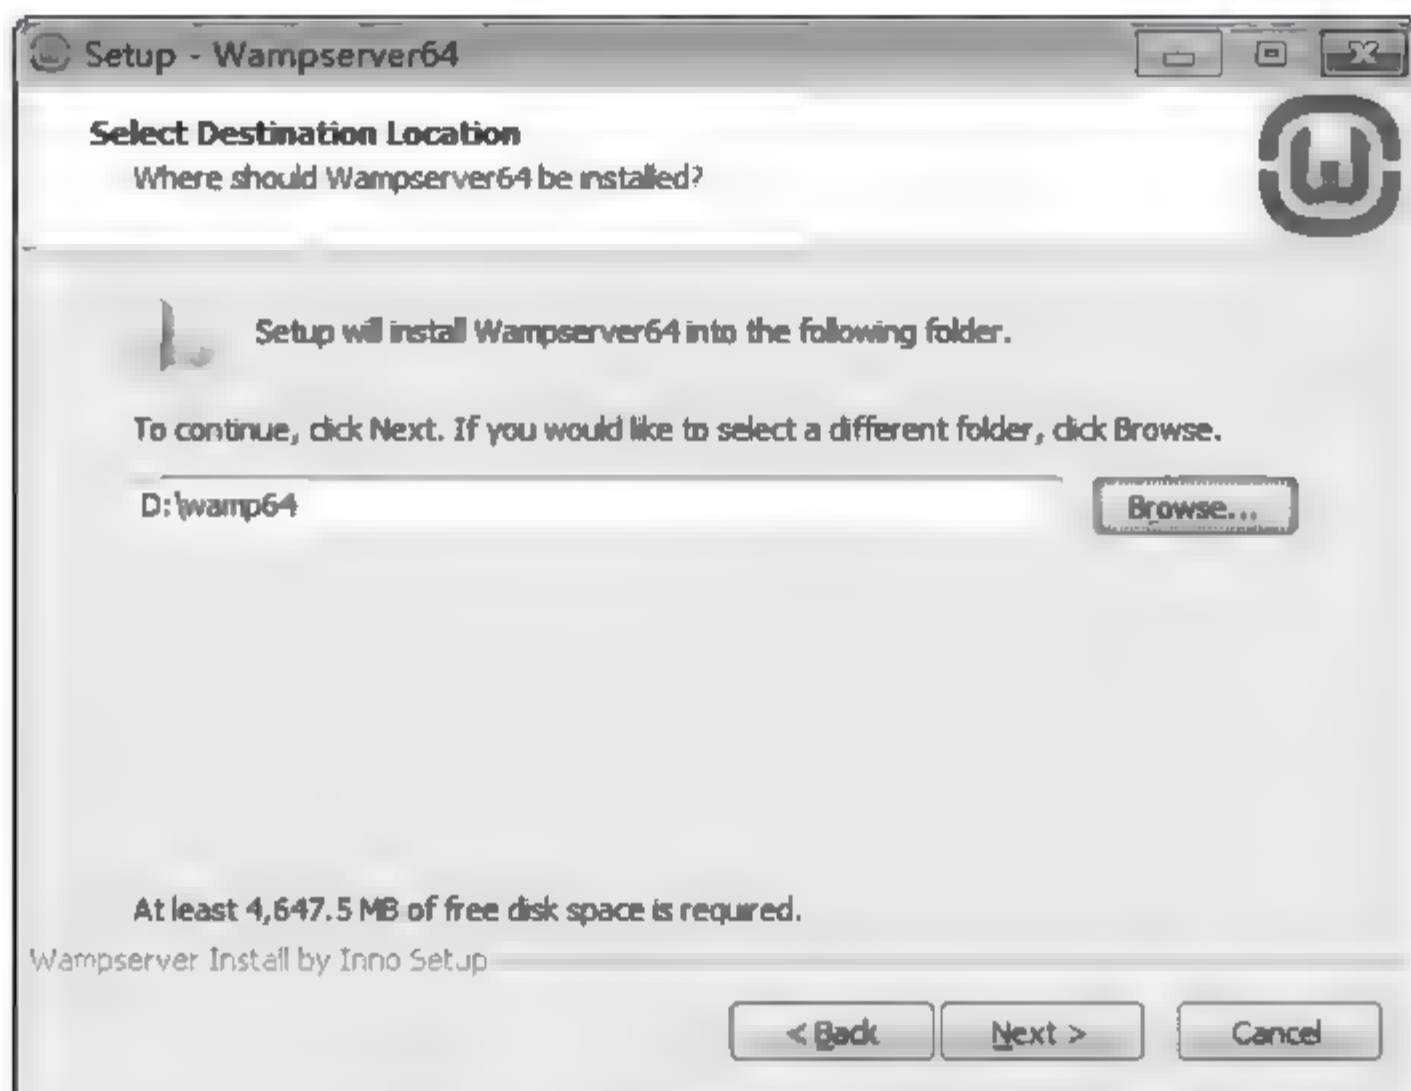 Setup - Wampserver64
Select Destination Location
Where should Wampserver64 be installed?
Setup will install Wampserver64 into the following folder.
To continue, click Next. If you would like to select a different folder, click Browse.
D:\wamp64
Browse...
At least 4,647.5 MB of free disk space is required.
Wampserver Install by Inno Setup
< Back
Next >
Cancel